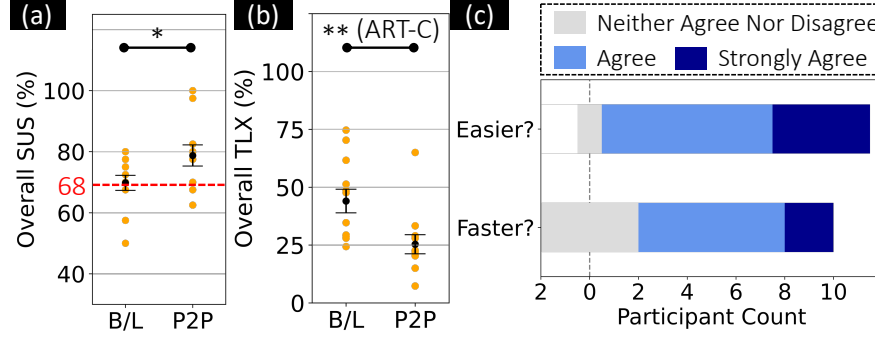 (a)
*
Overall SUS (%)
100
80
68
60
40
B/L P2P
(b)
** (ART-C)
Overall TLX (%)
100
75
50
25
0
B/L P2P
(c)
Neither Agree Nor Disagree
Agree Strongly Agree
Easier?
Faster?
2 0 2 4 6 8 10
Participant Count